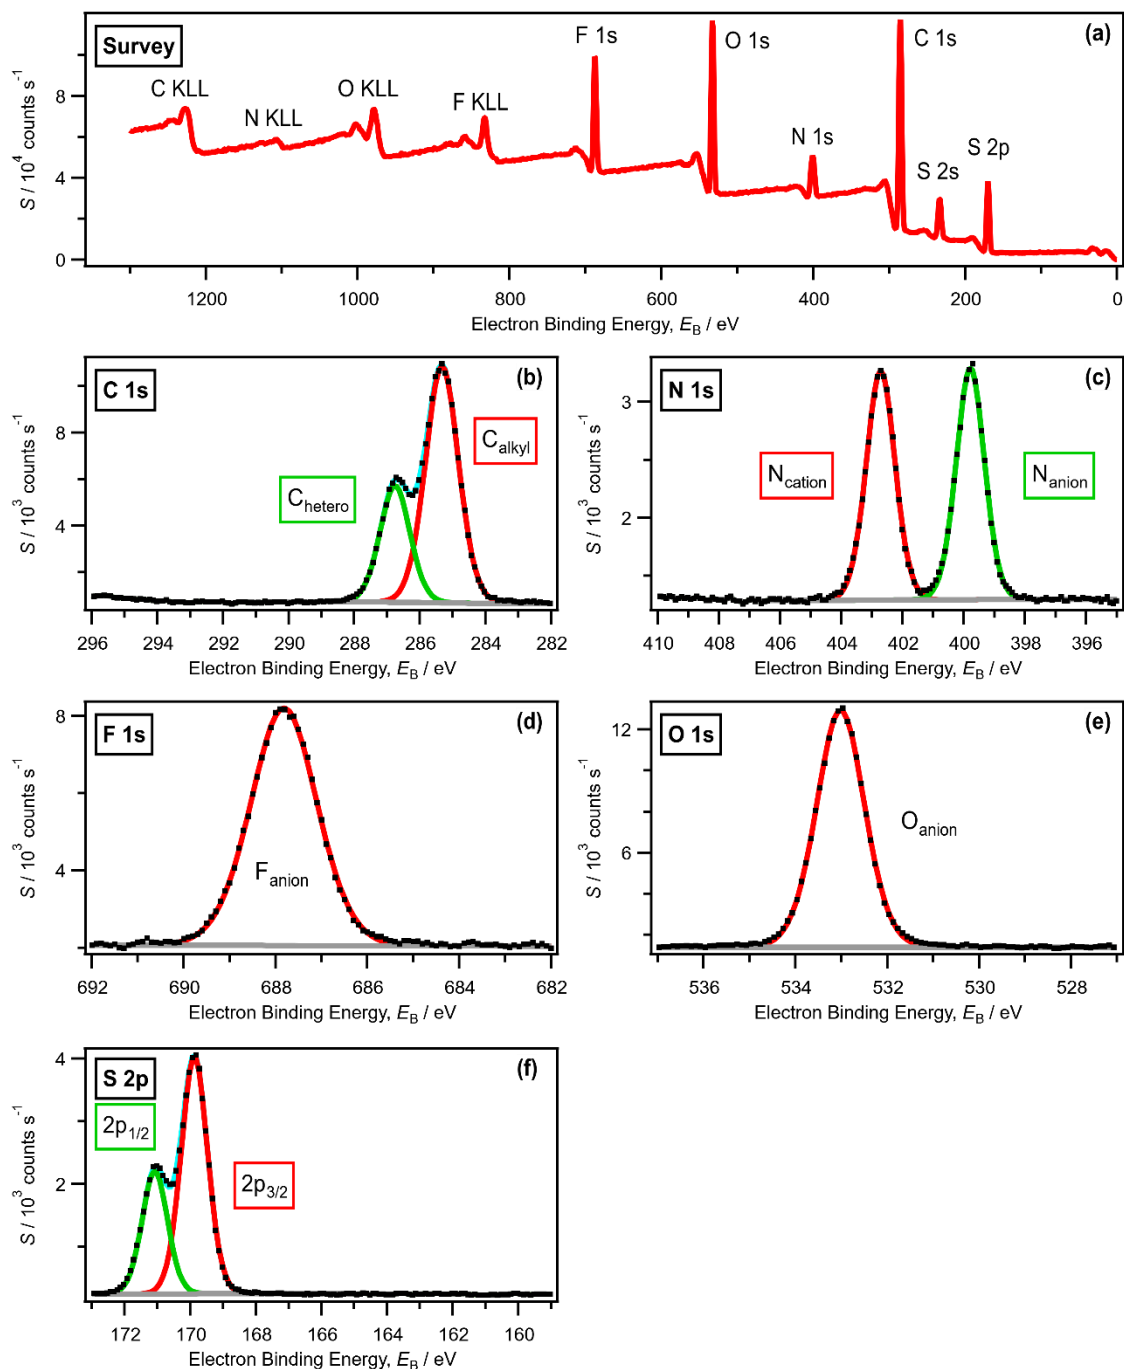 Survey
(a)
C KLL
N KLL
O KLL
F KLL
F 1s
O 1s
N 1s
C 1s
S 2s
S 2p
S / 10⁴ counts s⁻¹
8
4
0
1200 1000 800 600 400 200 0
Electron Binding Energy, E_B / eV
C 1s
(b)
C_alkyl
C_hetero
S / 10³ counts s⁻¹
8
4
296 294 292 290 288 286 284 282
Electron Binding Energy, E_B / eV
N 1s
(c)
N_cation
N_anion
S / 10³ counts s⁻¹
3
2
410 408 406 404 402 400 398 396
Electron Binding Energy, E_B / eV
F 1s
(d)
F_anion
S / 10³ counts s⁻¹
8
4
692 690 688 686 684 682
Electron Binding Energy, E_B / eV
O 1s
(e)
O_anion
S / 10³ counts s⁻¹
12
6
536 534 532 530 528
Electron Binding Energy, E_B / eV
S 2p
(f)
2p_1/2
2p_3/2
S / 10³ counts s⁻¹
4
2
172 170 168 166 164 162 160
Electron Binding Energy, E_B / eV